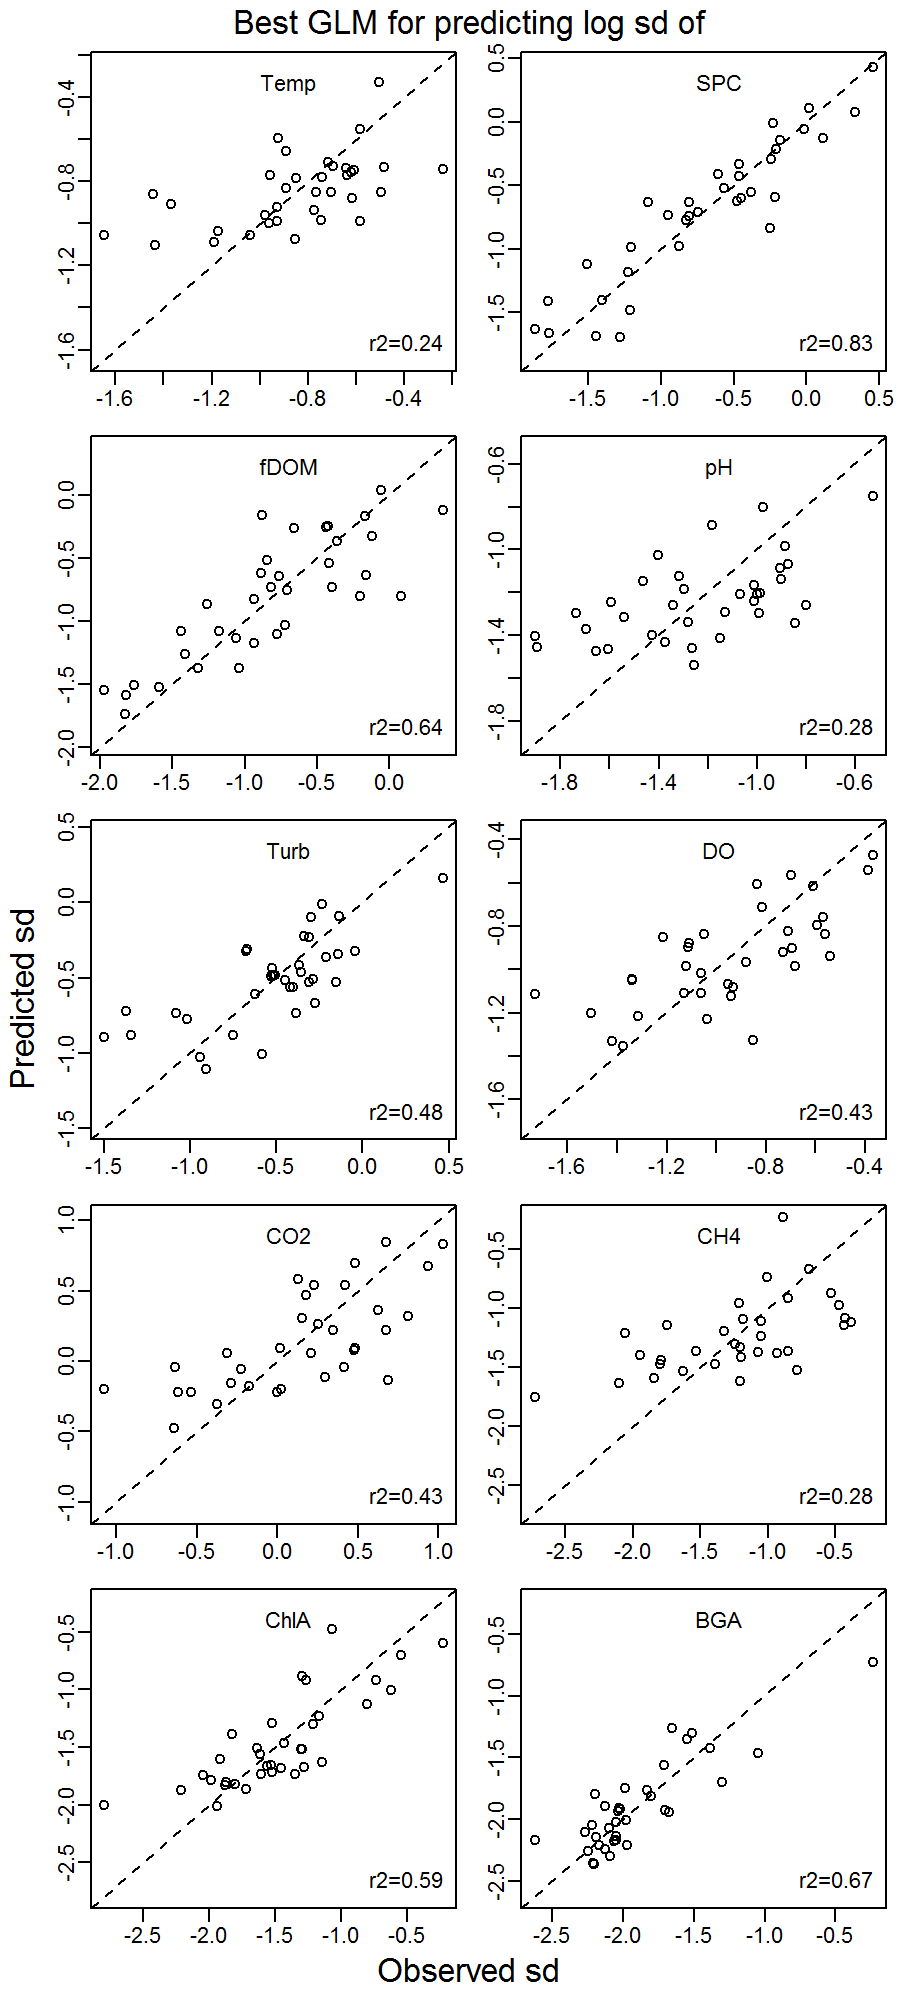 Best GLM for predicting log sd of
Temp
-0.4
-0.8
-1.2
-1.6
r2=0.24
-1.6 -1.2 -0.8 -0.4
SPC
0.5
0.0
-0.5
-1.0
-1.5
r2=0.83
-1.5 -1.0 -0.5 0.0 0.5
fDOM
0.0
-0.5
-1.0
-1.5
-2.0
r2=0.64
-2.0 -1.5 -1.0 -0.5 0.0
pH
-0.6
-1.0
-1.4
-1.8
r2=0.28
-1.8 -1.4 -1.0 -0.6
Turb
0.5
0.0
-0.5
-1.0
-1.5
r2=0.48
-1.5 -1.0 -0.5 0.0 0.5
DO
-0.4
-0.8
-1.2
-1.6
r2=0.43
-1.6 -1.2 -0.8 -0.4
Predicted sd
CO2
1.0
0.5
0.0
-0.5
-1.0
r2=0.43
-1.0 -0.5 0.0 0.5 1.0
CH4
-0.5
-1.0
-1.5
-2.0
-2.5
r2=0.28
-2.5 -2.0 -1.5 -1.0 -0.5
ChlA
-0.5
-1.0
-1.5
-2.0
-2.5
r2=0.59
-2.5 -2.0 -1.5 -1.0 -0.5
BGA
-0.5
-1.0
-1.5
-2.0
-2.5
r2=0.67
-2.5 -2.0 -1.5 -1.0 -0.5
Observed sd